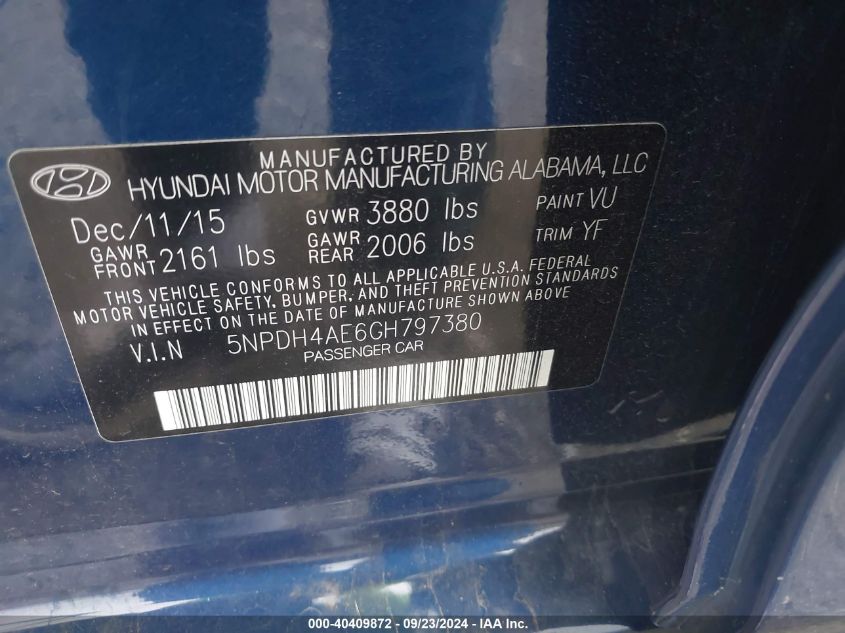 MANUFACTURED BY
HYUNDAI MOTOR MANUFACTURING ALABAMA, LLC
Dec/11/15 GVWR 3880 lbs PAINT VU
GAWR FRONT 2161 lbs GAWR REAR 2006 lbs TRIM YF
THIS VEHICLE CONFORMS TO ALL APPLICABLE U.S.A. FEDERAL
MOTOR VEHICLE SAFETY, BUMPER, AND THEFT PREVENTION STANDARDS
IN EFFECT ON THE DATE OF MANUFACTURE SHOWN ABOVE
V.I.N 5NPDH4AE6GH797380
PASSENGER CAR
000-40409872 - 09/23/2024 - IAA Inc.